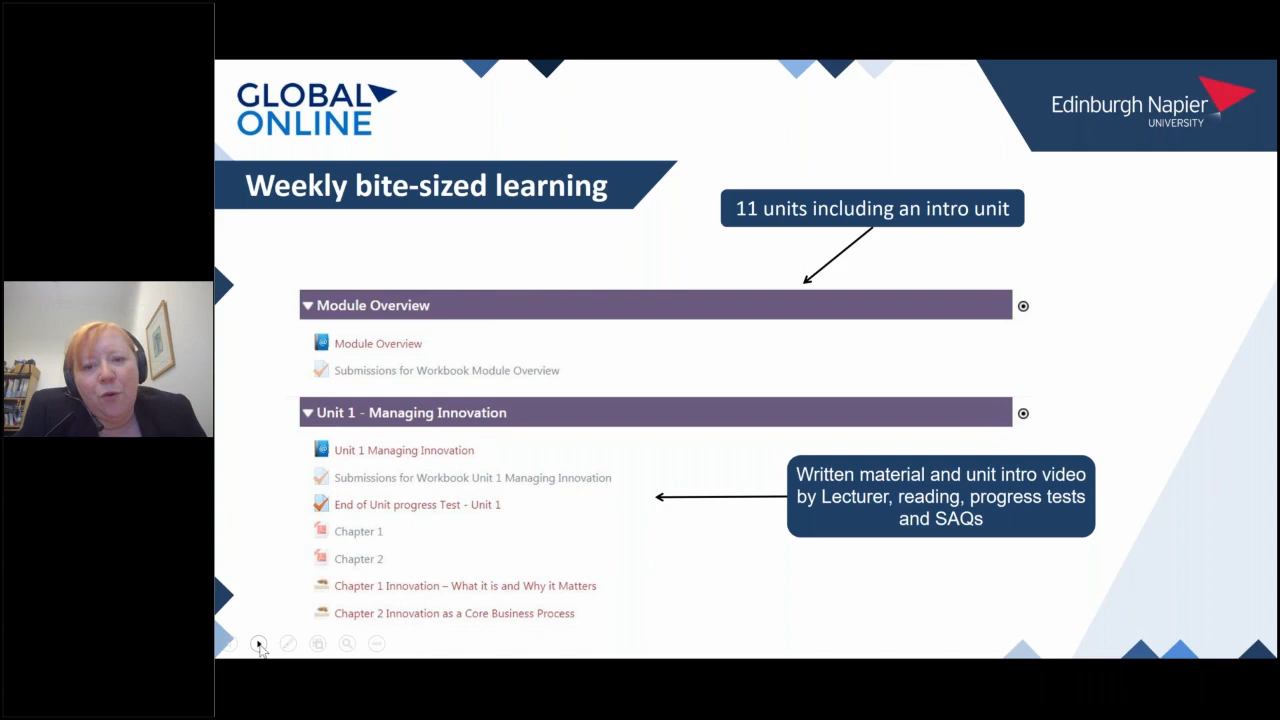 GLOBAL
ONLINE
Edinburgh Napier
UNIVERSITY
Weekly bite-sized learning
11 units including an intro unit
Module Overview
Module Overview
Submissions for Workbook Module Overview
Unit 1 - Managing Innovation
Unit 1 Managing Innovation
Submissions for Workbook Unit 1 Managing Innovation
End of Unit progress Test - Unit 1
Chapter 1
Chapter 2
Chapter 1 Innovation – What it is and Why it Matters
Chapter 2 Innovation as a Core Business Process
Written material and unit intro video
by Lecturer, reading, progress tests
and SAQs